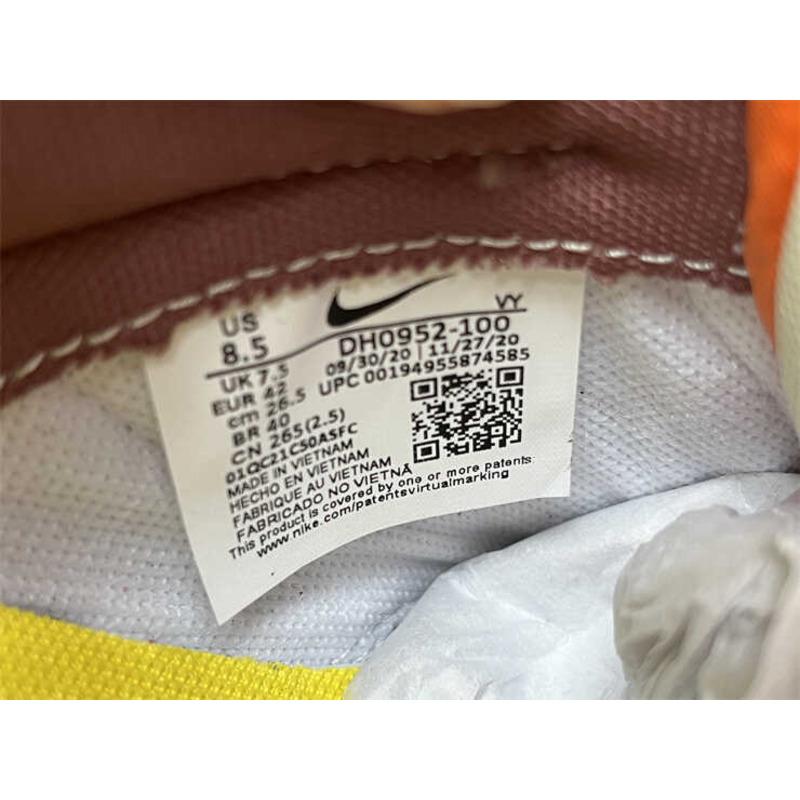 VY
US
8.5
DH0952-100
09/30/20 | 11/27/20
UPC 00194955874585
UK 7.5
EUR 42
cm 26.5
BR 40
CN 265(2.5)
01QC21C50ASFC
MADE IN VIETNAM
HECHO EN VIETNAM
FABRIQUE AU VIETNAM
FABRICADO NO VIETNÃ
This product is covered by one or more patents:
www.nike.com/patentsvirtualmarking